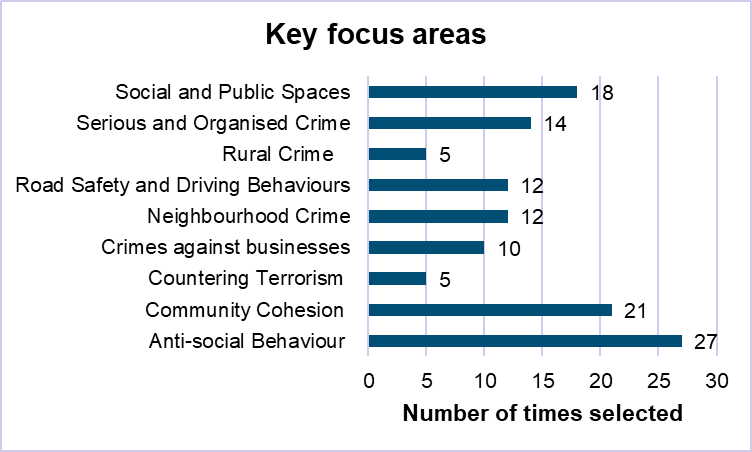 Key focus areas
Social and Public Spaces 18
Serious and Organised Crime 14
Rural Crime 5
Road Safety and Driving Behaviours 12
Neighbourhood Crime 12
Crimes against businesses 10
Countering Terrorism 5
Community Cohesion 21
Anti-social Behaviour 27
0 5 10 15 20 25 30
Number of times selected